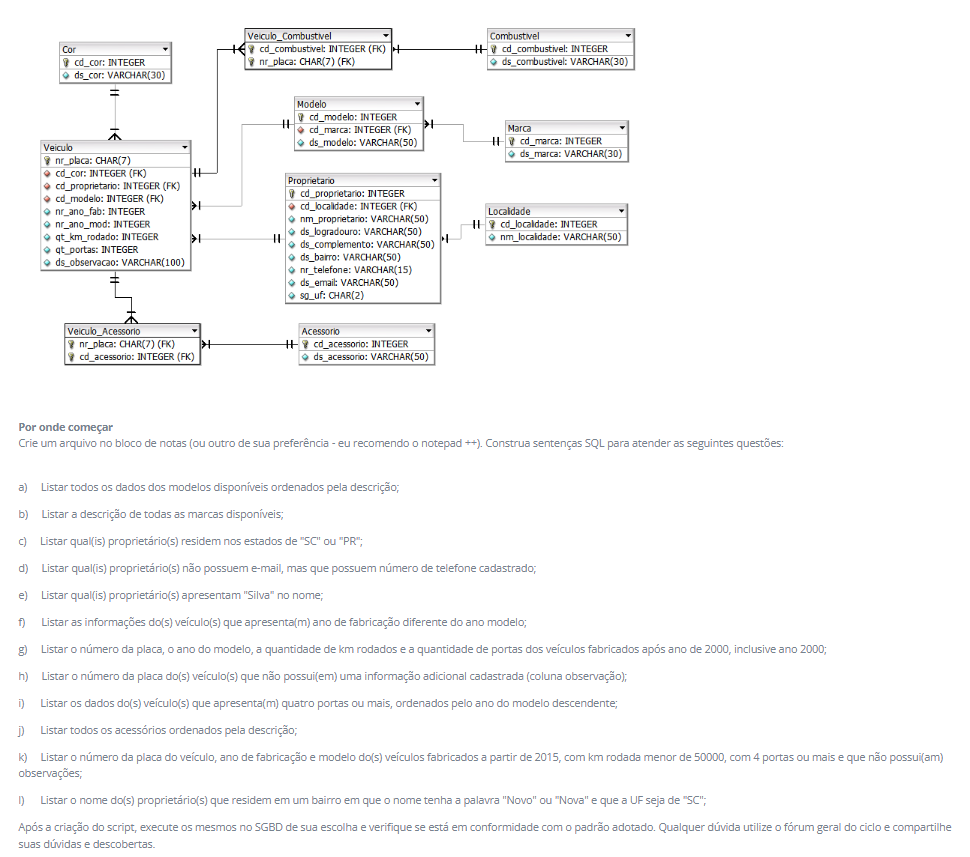 Cor
cd_cor: INTEGER
ds_cor: VARCHAR(30)
Veiculo_Combustivel
cd_combustivel: INTEGER (FK)
nr_placa: CHAR(7) (FK)
Combustivel
cd_combustivel: INTEGER
ds_combustivel: VARCHAR(30)
Modelo
cd_modelo: INTEGER
cd_marca: INTEGER (FK)
ds_modelo: VARCHAR(50)
Marca
cd_marca: INTEGER
ds_marca: VARCHAR(30)
Veiculo
nr_placa: CHAR(7)
cd_cor: INTEGER (FK)
cd_proprietario: INTEGER (FK)
cd_modelo: INTEGER (FK)
nr_ano_fab: INTEGER
nr_ano_mod: INTEGER
qt_km_rodado: INTEGER
qt_portas: INTEGER
ds_observacao: VARCHAR(100)
Proprietario
cd_proprietario: INTEGER
cd_localidade: INTEGER (FK)
nm_proprietario: VARCHAR(50)
ds_logradouro: VARCHAR(50)
ds_complemento: VARCHAR(50)
ds_bairro: VARCHAR(50)
nr_telefone: VARCHAR(15)
ds_email: VARCHAR(50)
sg_uf: CHAR(2)
Localidade
cd_localidade: INTEGER
nm_localidade: VARCHAR(50)
Veiculo_Acessorio
nr_placa: CHAR(7) (FK)
cd_acessorio: INTEGER (FK)
Acessorio
cd_acessorio: INTEGER
ds_acessorio: VARCHAR(50)
Por onde começar
Crie um arquivo no bloco de notas (ou outro de sua preferência - eu recomendo o notepad ++). Construa sentenças SQL para atender as seguintes questões:
a) Listar todos os dados dos modelos disponíveis ordenados pela descrição;
b) Listar a descrição de todas as marcas disponíveis;
c) Listar qual(is) proprietário(s) residem nos estados de "SC" ou "PR";
d) Listar qual(is) proprietário(s) não possuem e-mail, mas que possuem número de telefone cadastrado;
e) Listar qual(is) proprietário(s) apresentam "Silva" no nome;
f) Listar as informações do(s) veículo(s) que apresenta(m) ano de fabricação diferente do ano modelo;
g) Listar o número da placa, o ano do modelo, a quantidade de km rodados e a quantidade de portas dos veículos fabricados após ano de 2000, inclusive ano 2000;
h) Listar o número da placa do(s) veículo(s) que não possui(em) uma informação adicional cadastrada (coluna observação);
i) Listar os dados do(s) veículo(s) que apresenta(m) quatro portas ou mais, ordenados pelo ano do modelo descendente;
j) Listar todos os acessórios ordenados pela descrição;
k) Listar o número da placa do veículo, ano de fabricação e modelo do(s) veículos fabricados a partir de 2015, com km rodada menor de 50000, com 4 portas ou mais e que não possui(am)
observações;
l) Listar o nome do(s) proprietário(s) que residem em um bairro em que o nome tenha a palavra "Novo" ou "Nova" e que a UF seja de "SC";
Após a criação do script, execute os mesmos no SGBD de sua escolha e verifique se está em conformidade com o padrão adotado. Qualquer dúvida utilize o fórum geral do ciclo e compartilhe
suas dúvidas e descobertas.